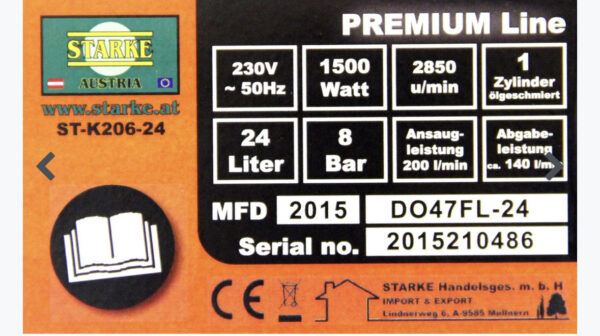 STARKE
AUSTRIA
www.starke.at
ST-K206-24
PREMIUM Line
230V
~ 50Hz
1500
Watt
2850
u/min
1
Zylinder
ölgeschmiert
24
Liter
8
Bar
Ansaug-
leistung
200 l/min
Abgabe-
leistung
ca. 140 l/m
MFD 2015 DO47FL-24
Serial no. 2015210486
CE
STARKE Handelsges. m. b. H
IMPORT & EXPORT
Lindnerweg 6, A-9585 Mullnern